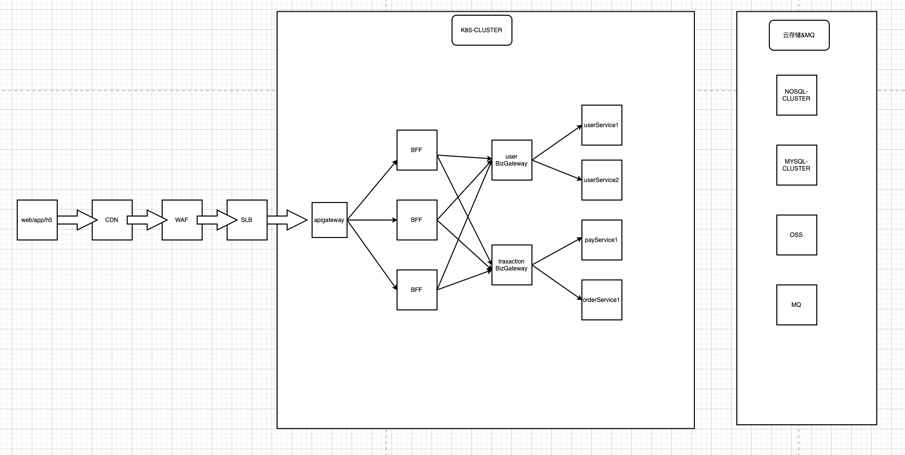 K8S-CLUSTER
云存储&MQ
NOSQL-
CLUSTER
userService1
BFF
user
BizGateway
MYSQL-
CLUSTER
userService2
web/app/h5
CDN
WAF
SLB
apigateway
BFF
payService1
OSS
trasaction
BizGateway
BFF
orderService1
MQ